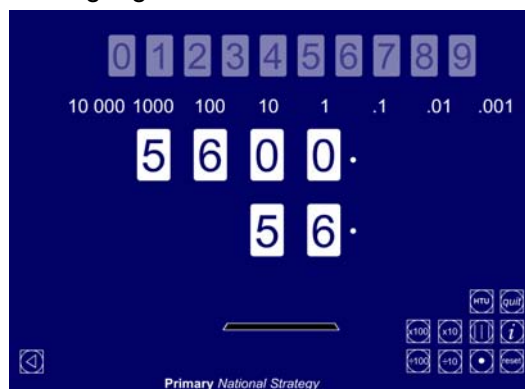 0 1 2 3 4 5 6 7 8 9
10 000 1000 100 10 1 .1 .01 .001
5 6 0 0 .
5 6 .
HTU quit
x100 x10 i
÷100 ÷10 reset
Primary National Strategy